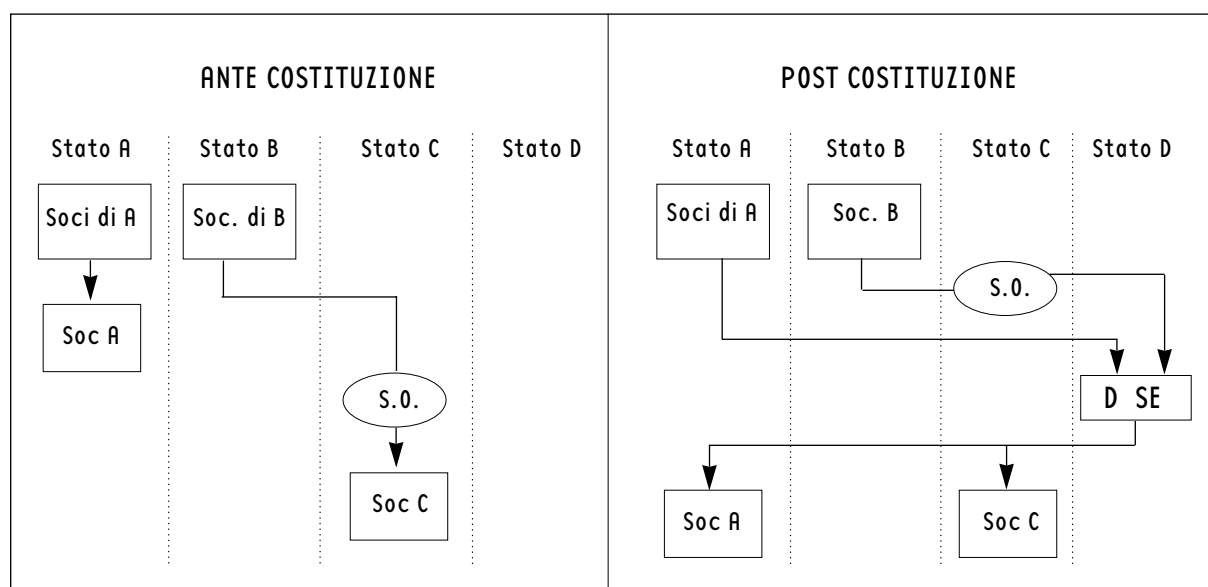 ANTE COSTITUZIONE
Stato A Stato B Stato C Stato D
Soci di A Soc. di B
Soc A
S.O.
Soc C
POST COSTITUZIONE
Stato A Stato B Stato C Stato D
Soci di A Soc. B
S.O.
D SE
Soc A Soc C